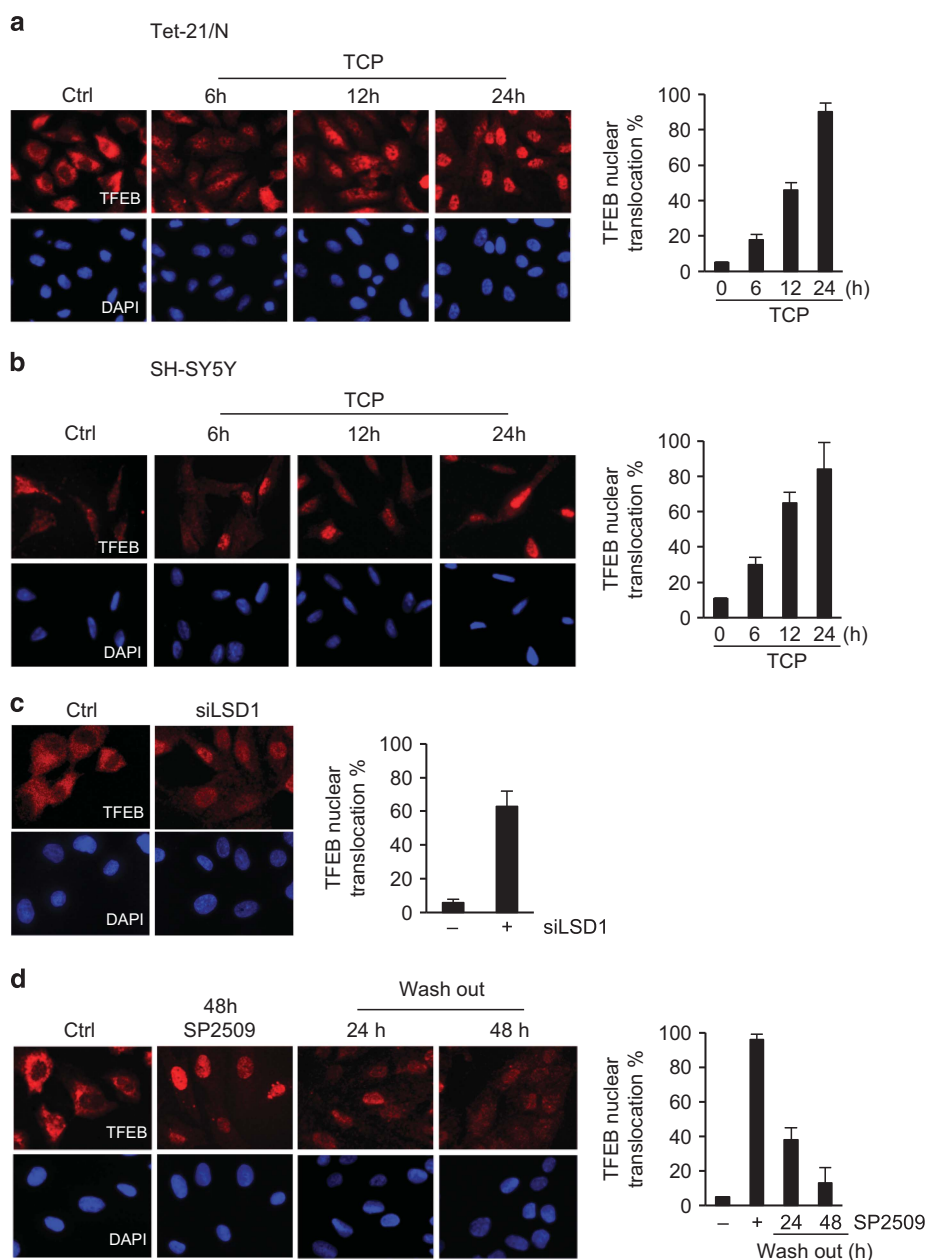 a
Tet-21/N
TCP
Ctrl 6h 12h 24h
TFEB
DAPI
TFEB nuclear
translocation %
100
80
60
40
20
0
0 6 12 24 (h)
TCP
b
SH-SY5Y
TCP
Ctrl 6h 12h 24h
TFEB
DAPI
TFEB nuclear
translocation %
100
80
60
40
20
0
0 6 12 24 (h)
TCP
c
Ctrl siLSD1
TFEB
DAPI
TFEB nuclear
translocation %
100
80
60
40
20
0
– + siLSD1
d
Wash out
48h
Ctrl SP2509 24 h 48 h
TFEB
DAPI
TFEB nuclear
translocation %
100
80
60
40
20
0
– + 24 48 SP2509
Wash out (h)